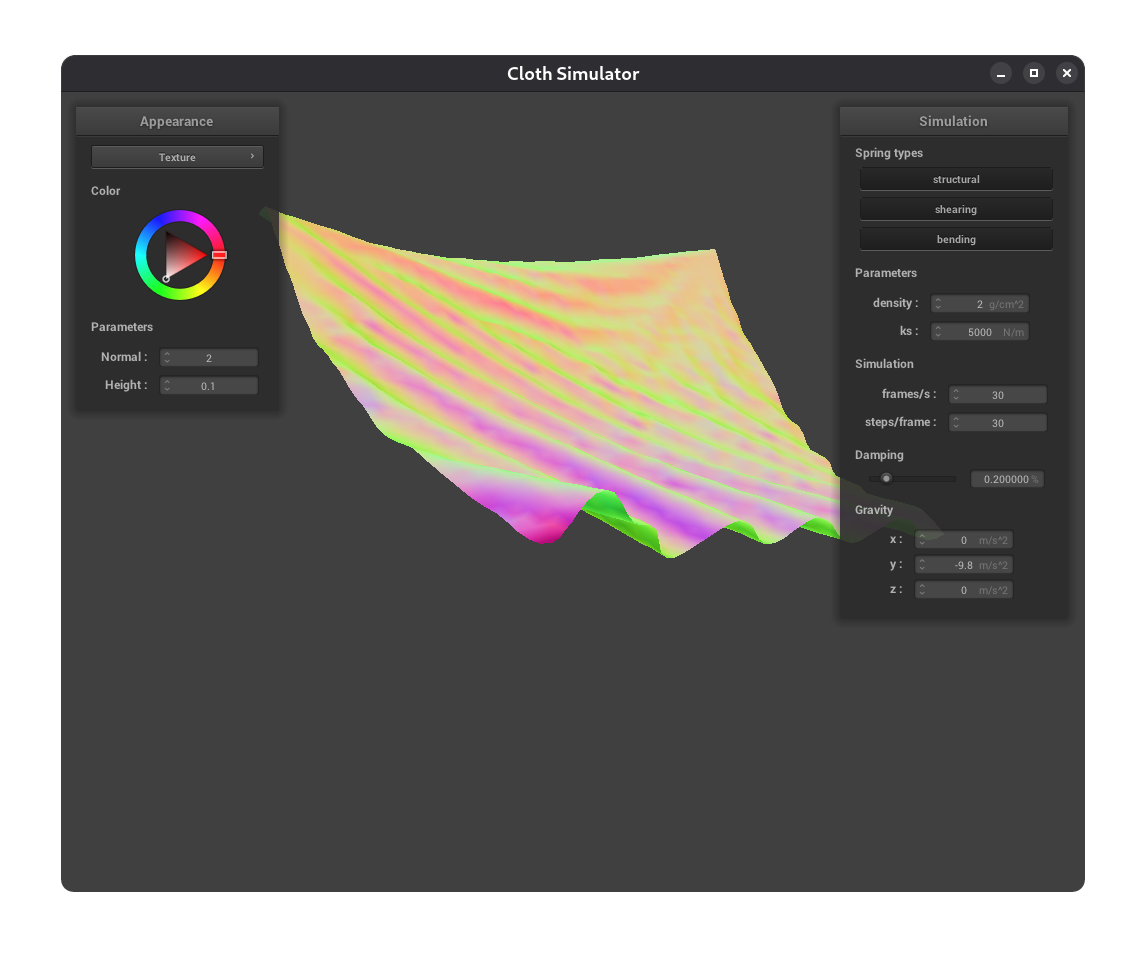 Cloth Simulator
Appearance
Texture
Color
Parameters
Normal : 2
Height : 0.1
Simulation
Spring types
structural
shearing
bending
Parameters
density : 2 g/cm^2
ks : 5000 N/m
Simulation
frames/s : 30
steps/frame : 30
Damping
0.200000 %
Gravity
x : 0 m/s^2
y : -9.8 m/s^2
z : 0 m/s^2